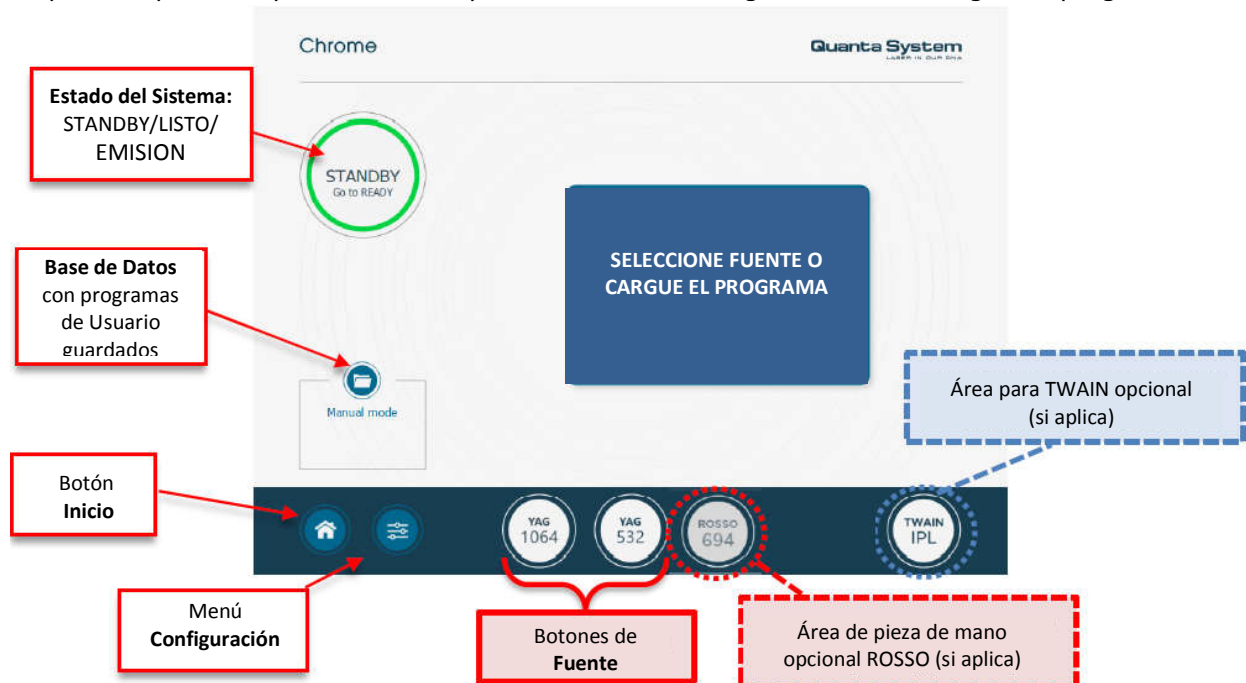 Chrome
Quanta System
LASER IN OUR DNA
Estado del Sistema:
STANDBY/LISTO/
EMISION
STANDBY
Go to READY
SELECCIONE FUENTE O
CARGUE EL PROGRAMA
Base de Datos
con programas
de Usuario
guardados
Manual mode
Área para TWAIN opcional
(si aplica)
Botón
Inicio
YAG
1064
YAG
532
ROSSO
694
TWAIN
IPL
Menú
Configuración
Botones de
Fuente
Área de pieza de mano
opcional ROSSO (si aplica)